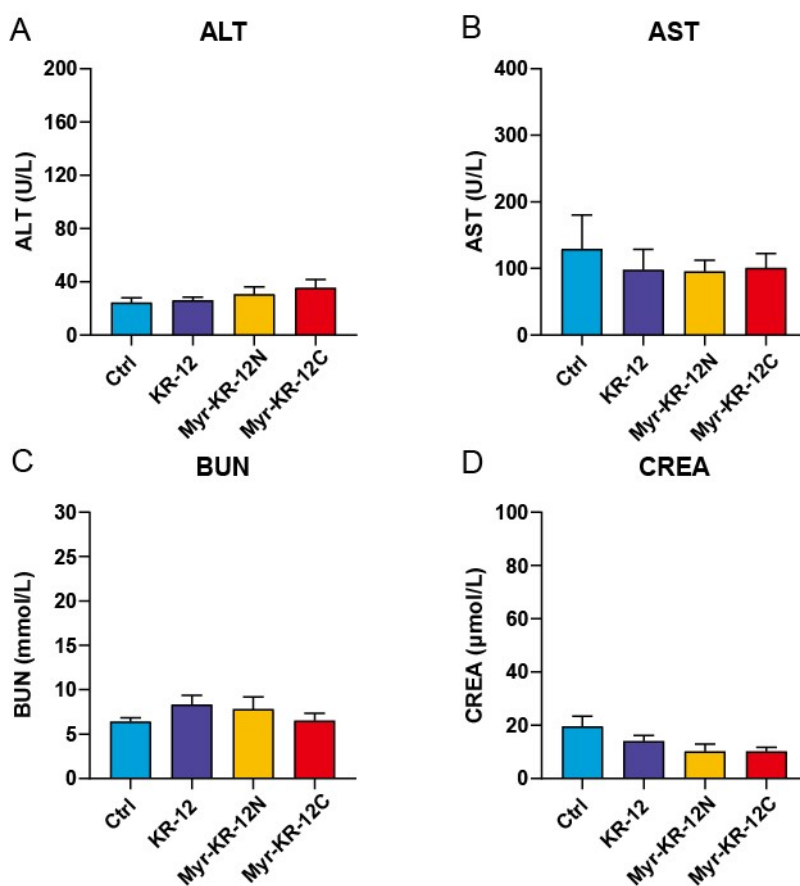 A
ALT
ALT (U/L)
200
160
120
80
40
0
Ctrl
KR-12
Myr-KR-12N
Myr-KR-12C
B
AST
AST (U/L)
400
300
200
100
0
Ctrl
KR-12
Myr-KR-12N
Myr-KR-12C
C
BUN
BUN (mmol/L)
30
25
20
15
10
5
0
Ctrl
KR-12
Myr-KR-12N
Myr-KR-12C
D
CREA
CREA (μmol/L)
100
80
60
40
20
0
Ctrl
KR-12
Myr-KR-12N
Myr-KR-12C